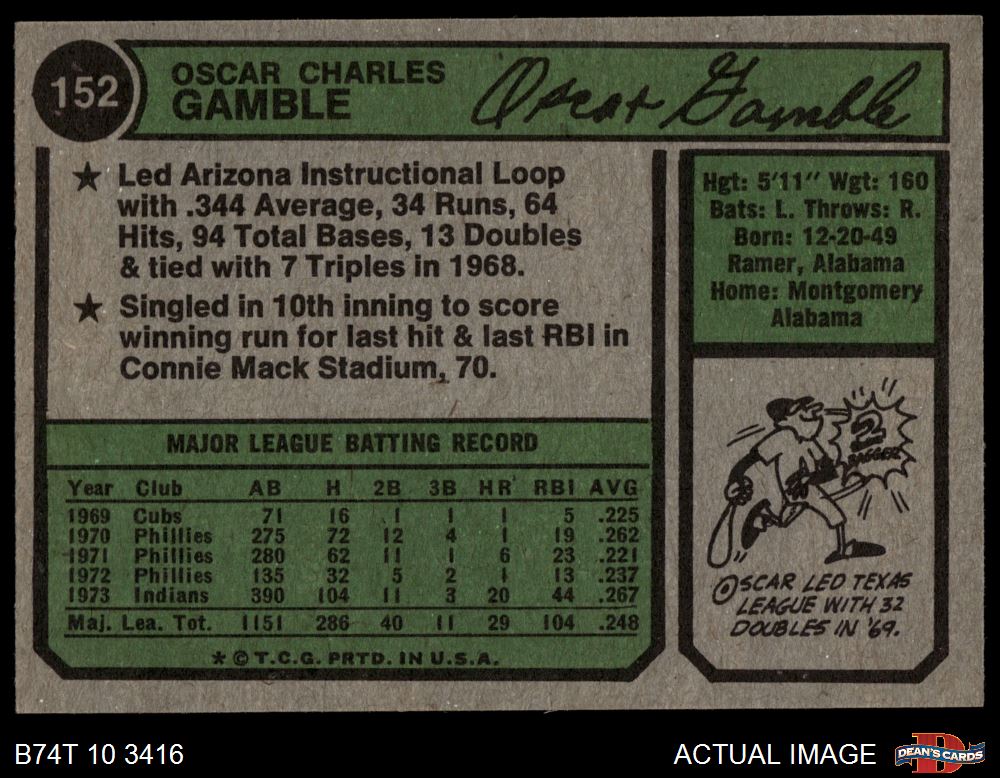 152
OSCAR CHARLES
GAMBLE
Oscar Gamble
★ Led Arizona Instructional Loop
with .344 Average, 34 Runs, 64
Hits, 94 Total Bases, 13 Doubles
& tied with 7 Triples in 1968.
★ Singled in 10th inning to score
winning run for last hit & last RBI in
Connie Mack Stadium, 70.
Hgt: 5'11" Wgt: 160
Bats: L. Throws: R.
Born: 12-20-49
Ramer, Alabama
Home: Montgomery
Alabama
MAJOR LEAGUE BATTING RECORD
Year Club AB H 2B 3B HR RBI AVG
1969 Cubs 71 16 1 1 1 5 .225
1970 Phillies 275 72 12 4 1 19 .262
1971 Phillies 280 62 11 1 6 23 .221
1972 Phillies 135 32 5 2 1 13 .237
1973 Indians 390 104 11 3 20 44 .267
Maj. Lea. Tot. 1151 286 40 11 29 104 .248
* © T.C.G. PRTD. IN U.S.A.
2
BAGGER
OSCAR LED TEXAS
LEAGUE WITH 32
DOUBLES IN '69.
B74T 10 3416
ACTUAL IMAGE
DEAN'S CARDS